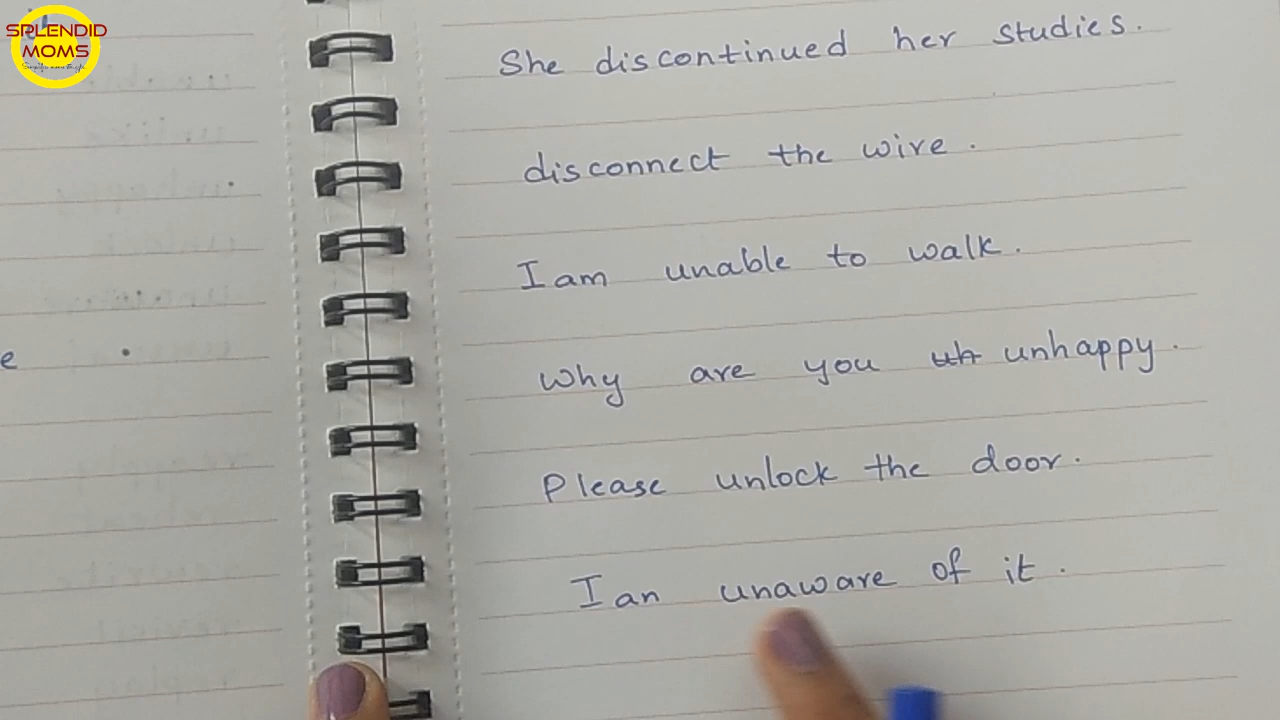 SPLENDID
MOMS
She discontinued her studies.
disconnect the wire.
I am unable to walk.
e
Why are you unhappy.
Please unlock the door.
I an unaware of it.